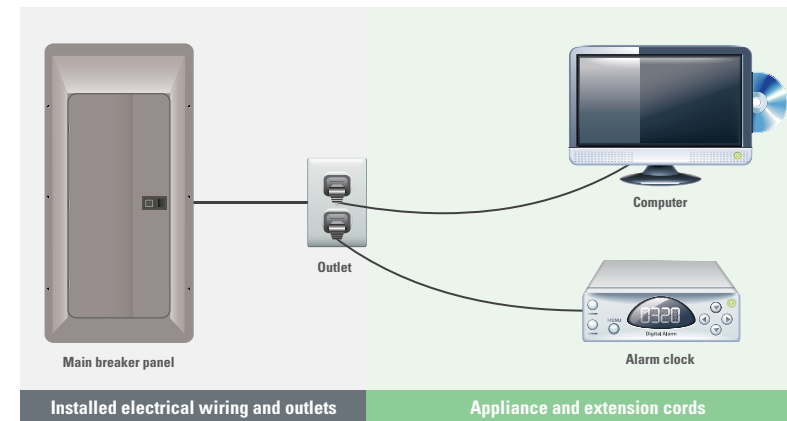 Computer
Outlet
0320
MENU
Digital Alarm
Main breaker panel
Alarm clock
Installed electrical wiring and outlets
Appliance and extension cords